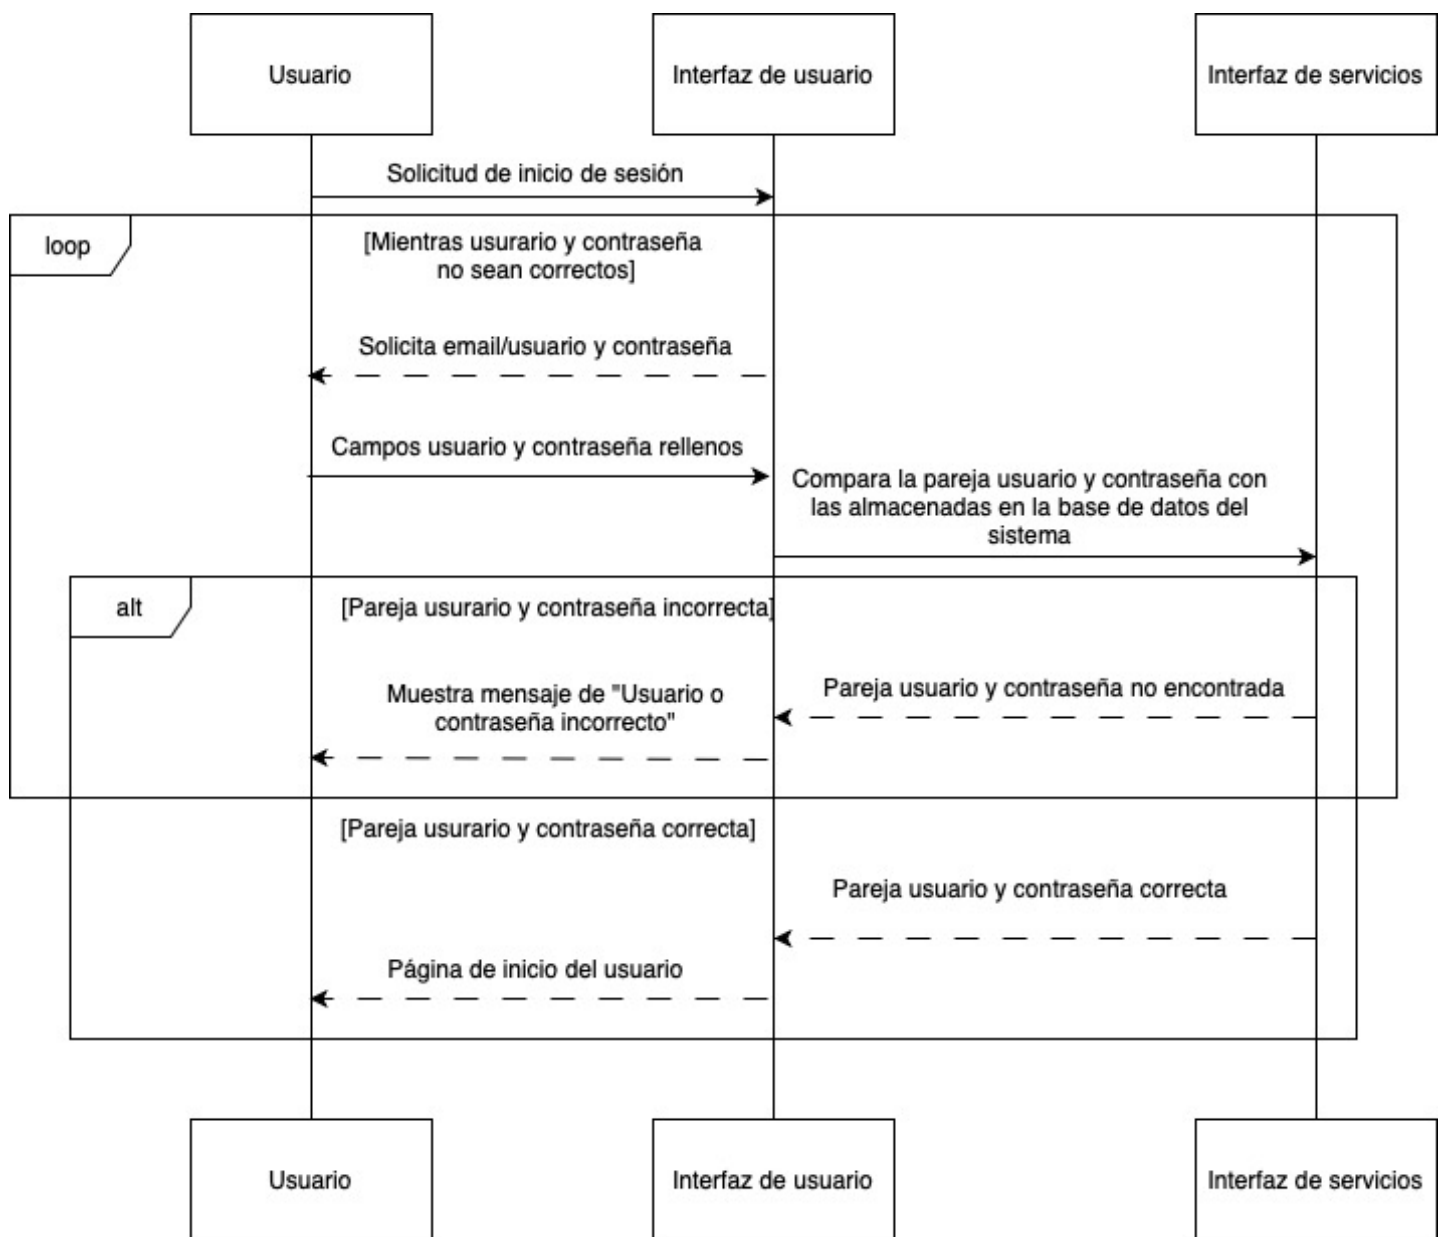 Usuario
Interfaz de usuario
Interfaz de servicios
Solicitud de inicio de sesión
loop
[Mientras usurario y contraseña
no sean correctos]
Solicita email/usuario y contraseña
Campos usuario y contraseña rellenos
Compara la pareja usuario y contraseña con
las almacenadas en la base de datos del
sistema
alt
[Pareja usurario y contraseña incorrecta]
Pareja usuario y contraseña no encontrada
Muestra mensaje de "Usuario o
contraseña incorrecto"
[Pareja usurario y contraseña correcta]
Pareja usuario y contraseña correcta
Página de inicio del usuario
Usuario
Interfaz de usuario
Interfaz de servicios